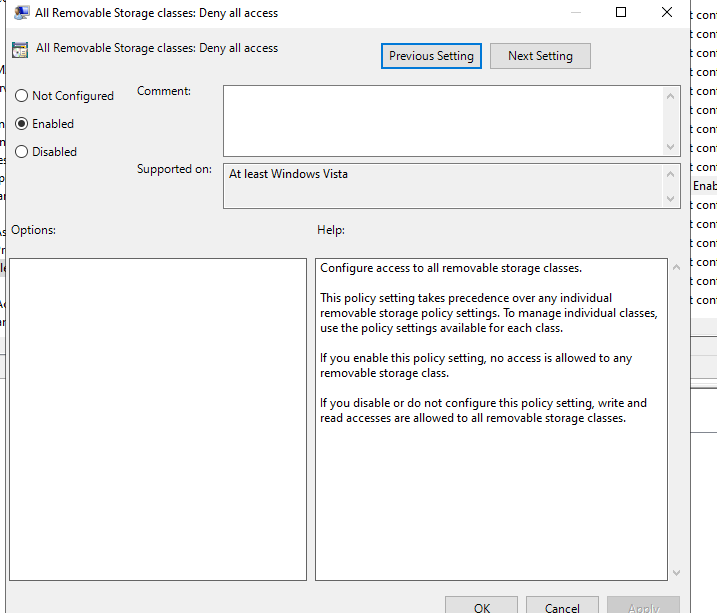 All Removable Storage classes: Deny all access
All Removable Storage classes: Deny all access
Previous Setting
Next Setting
Not Configured
Comment:
Enabled
Disabled
Supported on:
At least Windows Vista
Options:
Help:
Configure access to all removable storage classes.
This policy setting takes precedence over any individual
removable storage policy settings. To manage individual classes,
use the policy settings available for each class.
If you enable this policy setting, no access is allowed to any
removable storage class.
If you disable or do not configure this policy setting, write and
read accesses are allowed to all removable storage classes.
OK
Cancel
Apply